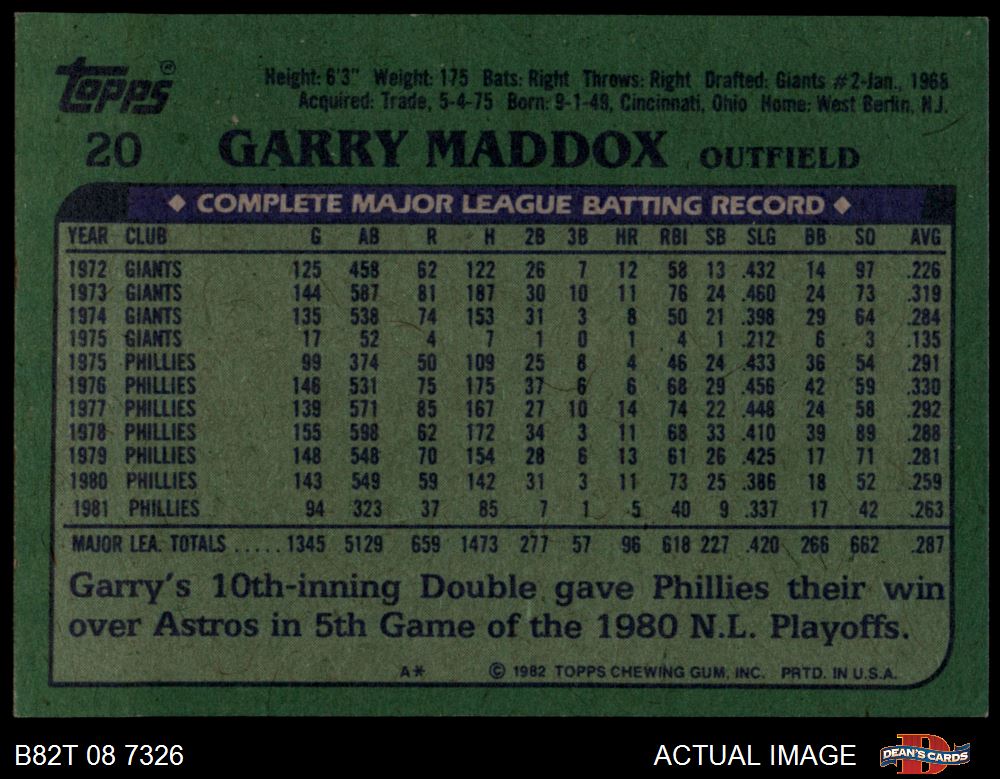 Topps®
Height: 6'3" Weight: 175 Bats: Right Throws: Right Drafted: Giants #2-Jan., 1968
Acquired: Trade, 5-4-75 Born: 9-1-49, Cincinnati, Ohio Home: West Berlin, N.J.
20 GARRY MADDOX OUTFIELD
◆ COMPLETE MAJOR LEAGUE BATTING RECORD ◆
YEAR CLUB G AB R H 2B 3B HR RBI SB SLG BB SO AVG
1972 GIANTS 125 458 62 122 26 7 12 58 13 .432 14 97 .226
1973 GIANTS 144 587 81 187 30 10 11 76 24 .460 24 73 .319
1974 GIANTS 135 538 74 153 31 3 8 50 21 .398 29 64 .284
1975 GIANTS 17 52 4 7 1 0 1 4 1 .212 6 3 .135
1975 PHILLIES 99 374 50 109 25 8 4 46 24 .433 36 54 .291
1976 PHILLIES 146 531 75 175 37 6 6 68 29 .456 42 59 .330
1977 PHILLIES 139 571 85 167 27 10 14 74 22 .448 24 58 .292
1978 PHILLIES 155 598 62 172 34 3 11 68 33 .410 39 89 .288
1979 PHILLIES 148 548 70 154 28 6 13 61 26 .425 17 71 .281
1980 PHILLIES 143 549 59 142 31 3 11 73 25 .386 18 52 .259
1981 PHILLIES 94 323 37 85 7 1 5 40 9 .337 17 42 .263
MAJOR LEA. TOTALS ..... 1345 5129 659 1473 277 57 96 618 227 .420 266 662 .287
Garry's 10th-inning Double gave Phillies their win
over Astros in 5th Game of the 1980 N.L. Playoffs.
A* © 1982 TOPPS CHEWING GUM, INC. PRTD. IN U.S.A.
B82T 08 7326 ACTUAL IMAGE DEAN'S CARDS